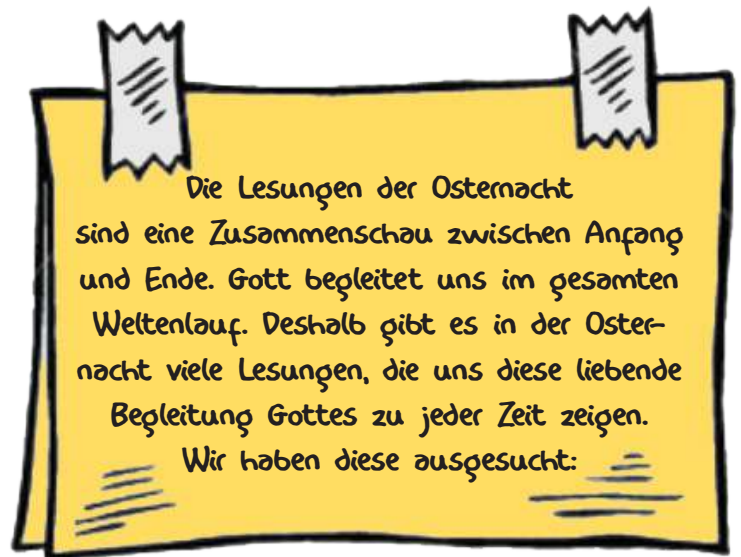 Die Lesungen der Osternacht
sind eine Zusammenschau zwischen Anfang
und Ende. Gott begleitet uns im gesamten
Weltenlauf. Deshalb gibt es in der Oster-
nacht viele Lesungen, die uns diese liebende
Begleitung Gottes zu jeder Zeit zeigen.
Wir haben diese ausgesucht: